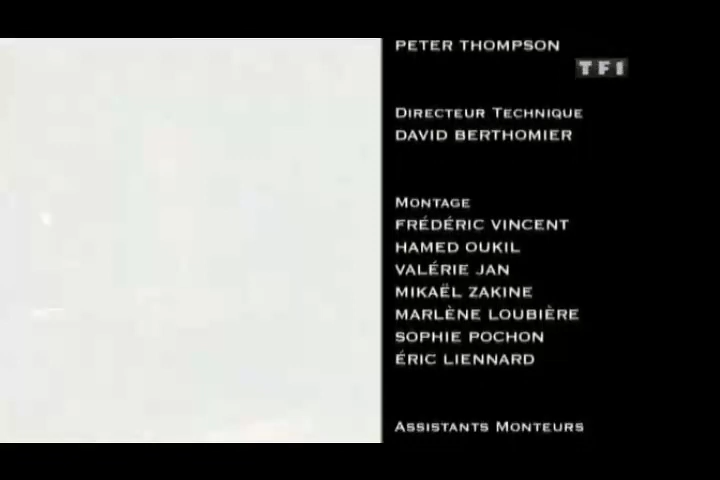 PETER THOMPSON
TF1
DIRECTEUR TECHNIQUE
DAVID BERTHOMIER
MONTAGE
FRÉDÉRIC VINCENT
HAMED OUKIL
VALÉRIE JAN
MIKAËL ZAKINE
MARLÈNE LOUBIÈRE
SOPHIE POCHON
ÉRIC LIENNARD
ASSISTANTS MONTEURS